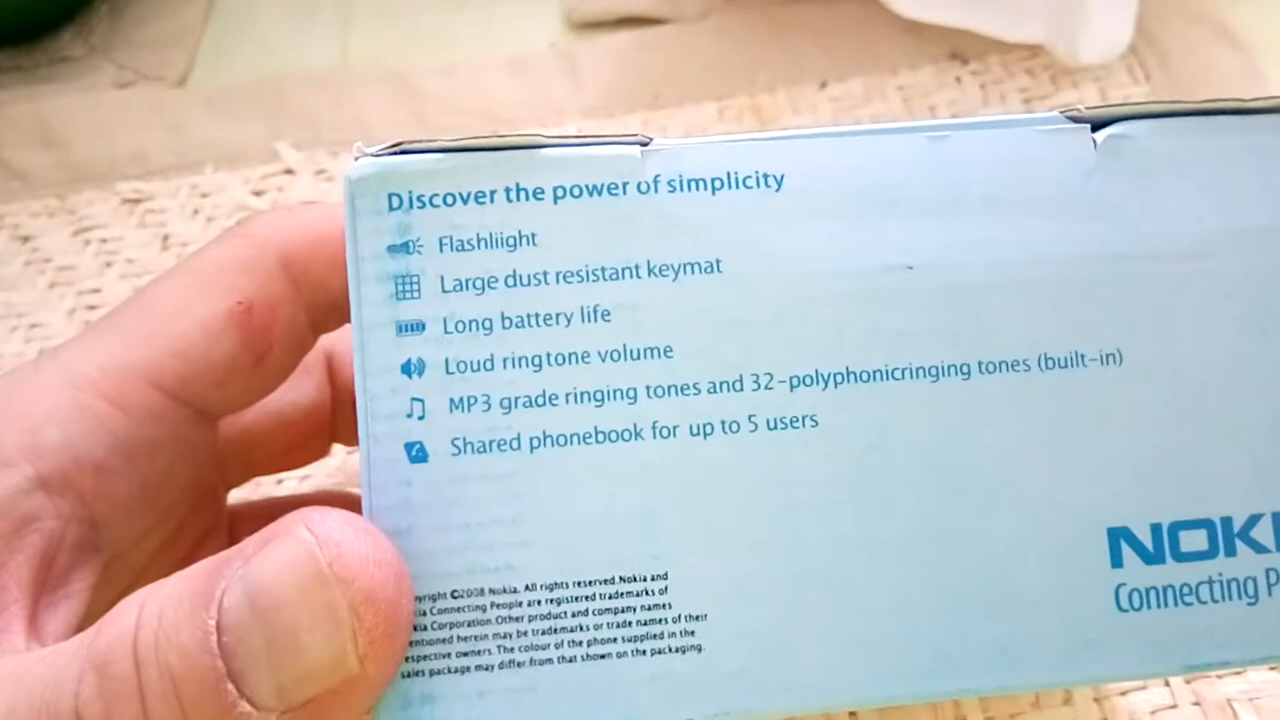 Discover the power of simplicity
Flashliight
Large dust resistant keymat
Long battery life
Loud ringtone volume
MP3 grade ringing tones and 32-polyphonicringing tones (built-in)
Shared phonebook for up to 5 users
NOKI
Connecting P
yright ©2008 Nokia. All rights reserved.Nokia and
ia Connecting People are registered trademarks of
kia Corporation.Other product and company names
entioned herein may be trademarks or trade names of their
espective owners.The colour of the phone supplied in the
sales package may differ.from that shown on the packaging.